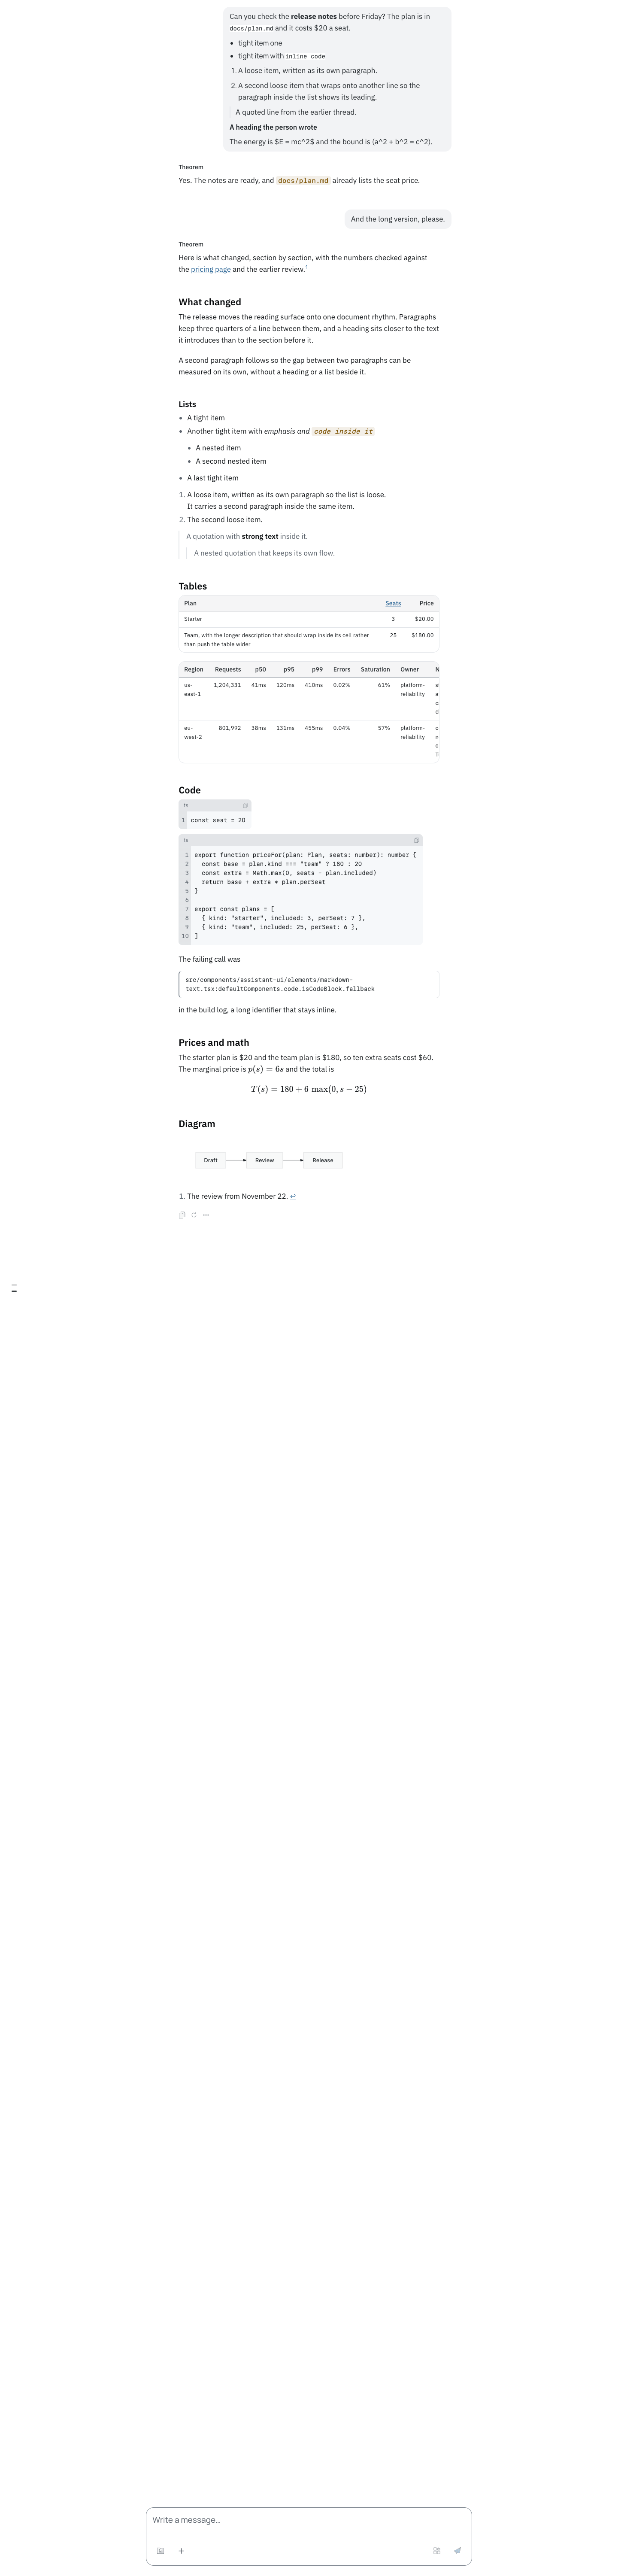 Can you check the release notes before Friday? The plan is in
docs/plan.md and it costs $20 a seat.
• tight item one
• tight item with inline code
1. A loose item, written as its own paragraph.
2. A second loose item that wraps onto another line so the
paragraph inside the list shows its leading.
A quoted line from the earlier thread.
A heading the person wrote
The energy is $E = mc^2$ and the bound is (a^2 + b^2 = c^2).
Theorem
Yes. The notes are ready, and docs/plan.md already lists the seat price.
And the long version, please.
Theorem
Here is what changed, section by section, with the numbers checked against
the pricing page and the earlier review.1
What changed
The release moves the reading surface onto one document rhythm. Paragraphs
keep three quarters of a line between them, and a heading sits closer to the text
it introduces than to the section before it.
A second paragraph follows so the gap between two paragraphs can be
measured on its own, without a heading or a list beside it.
Lists
• A tight item
• Another tight item with emphasis and code inside it
• A nested item
• A second nested item
• A last tight item
1. A loose item, written as its own paragraph so the list is loose.
It carries a second paragraph inside the same item.
2. The second loose item.
A quotation with strong text inside it.
A nested quotation that keeps its own flow.
Tables
Plan Seats Price
Starter 3 $20.00
Team, with the longer description that should wrap inside its cell rather 25 $180.00
than push the table wider
Region Requests p50 p95 p99 Errors Saturation Owner N
us- 1,204,331 41ms 120ms 410ms 0.02% 61% platform-
east-1 reliability
eu- 801,992 38ms 131ms 455ms 0.04% 57% platform-
west-2 reliability
Code
ts
1 const seat = 20
ts
1 export function priceFor(plan: Plan, seats: number): number {
2 const base = plan.kind === "team" ? 180 : 20
3 const extra = Math.max(0, seats - plan.included)
4 return base + extra * plan.perSeat
5 }
6
7 export const plans = [
8 { kind: "starter", included: 3, perSeat: 7 },
9 { kind: "team", included: 25, perSeat: 6 },
10 ]
The failing call was
src/components/assistant-ui/elements/markdown-
text.tsx:defaultComponents.code.isCodeBlock.fallback
in the build log, a long identifier that stays inline.
Prices and math
The starter plan is $20 and the team plan is $180, so ten extra seats cost $60.
The marginal price is p(s) = 6s and the total is
T(s) = 180 + 6 max(0, s − 25)
Diagram
Draft Review Release
1. The review from November 22. ↩
Write a message...